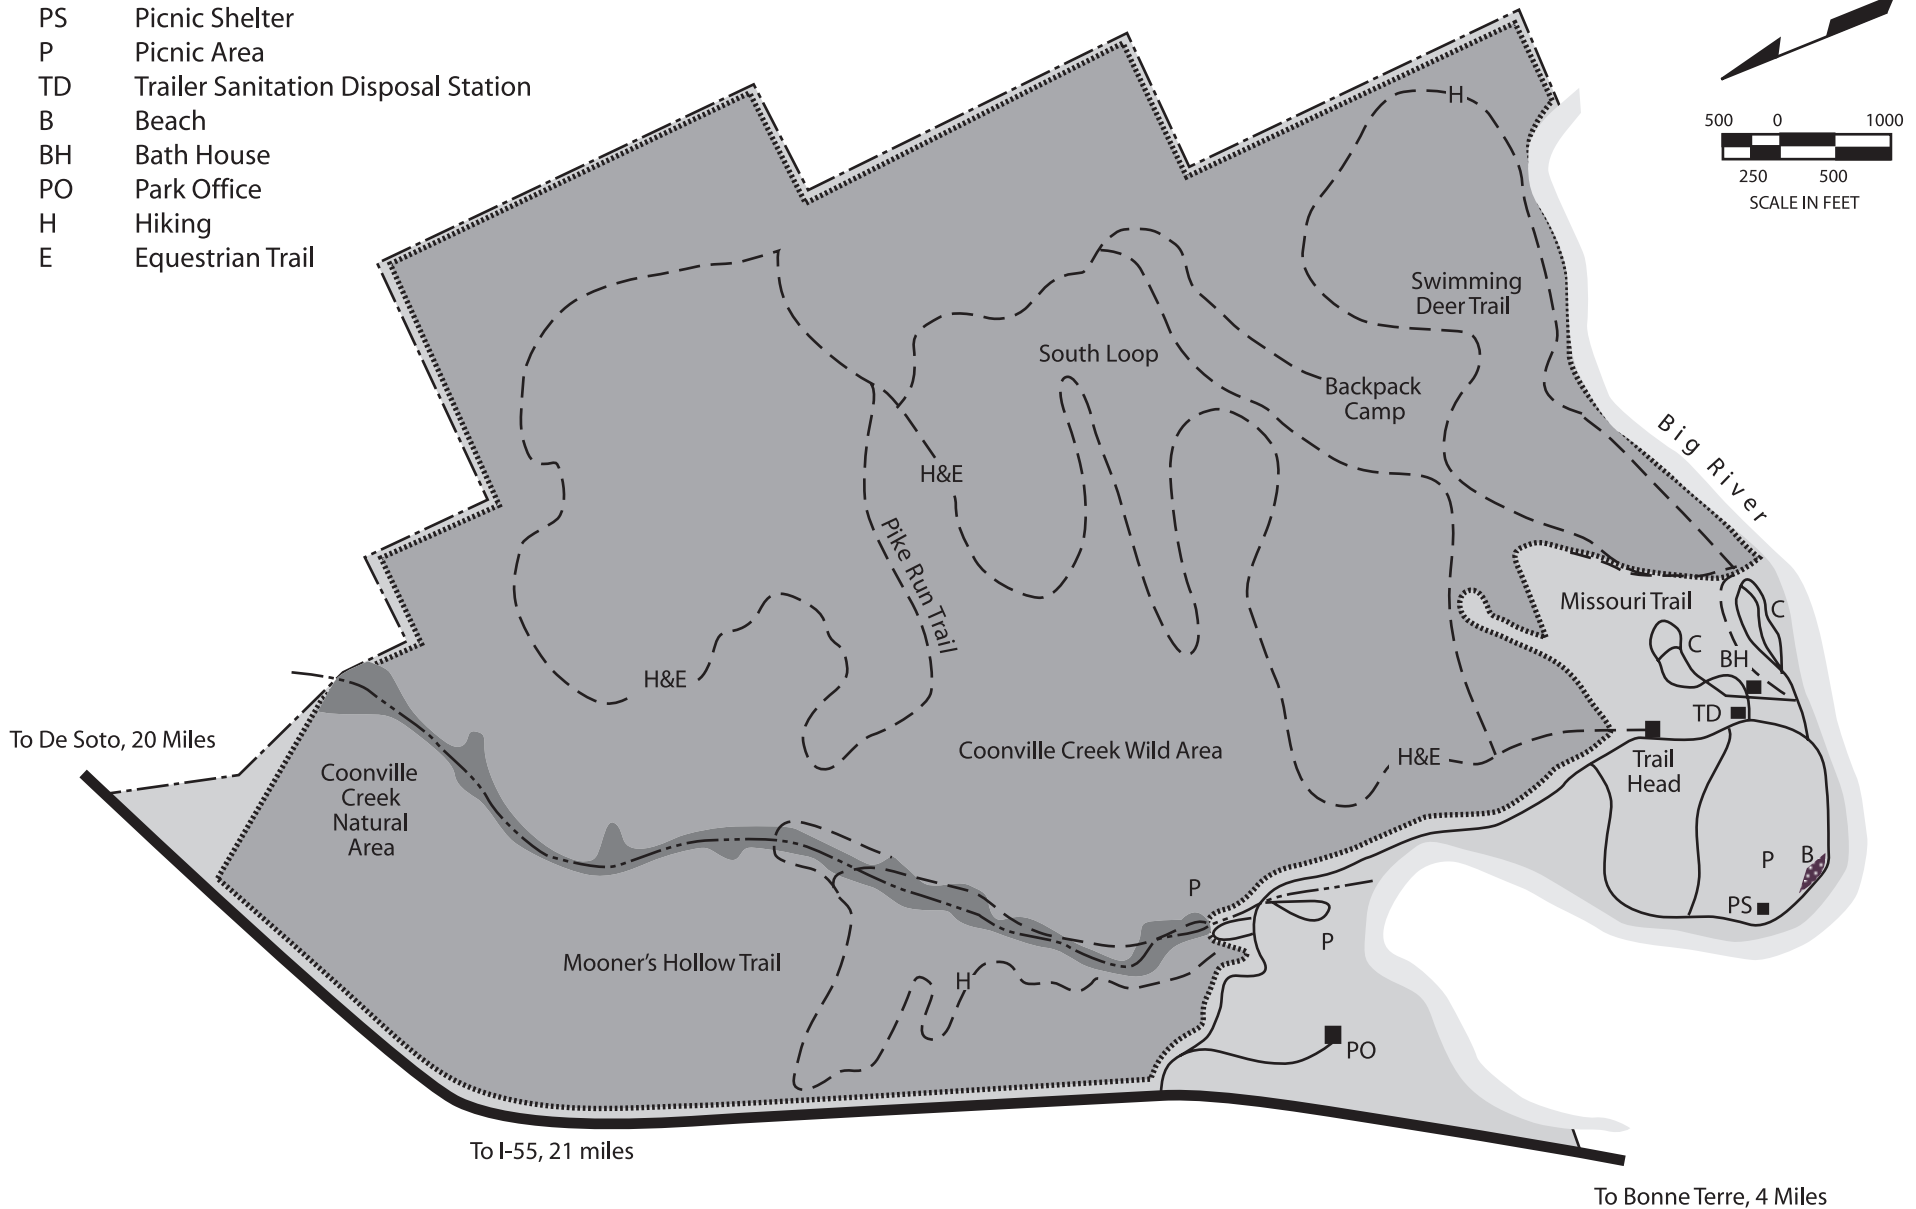 PS Picnic Shelter
P Picnic Area
TD Trailer Sanitation Disposal Station
B Beach
BH Bath House
PO Park Office
H Hiking
E Equestrian Trail
500 0 1000
250 500
SCALE IN FEET
H
Swimming
Deer Trail
South Loop
Backpack
Camp
Big River
H&E
Pike Run Trail
Missouri Trail
C
C
BH
H&E
TD
To De Soto, 20 Miles
Coonville Creek Wild Area
H&E
Trail
Head
Coonville
Creek
Natural
Area
P
B
P
PS
P
Mooner's Hollow Trail
H
PO
To I-55, 21 miles
To Bonne Terre, 4 Miles